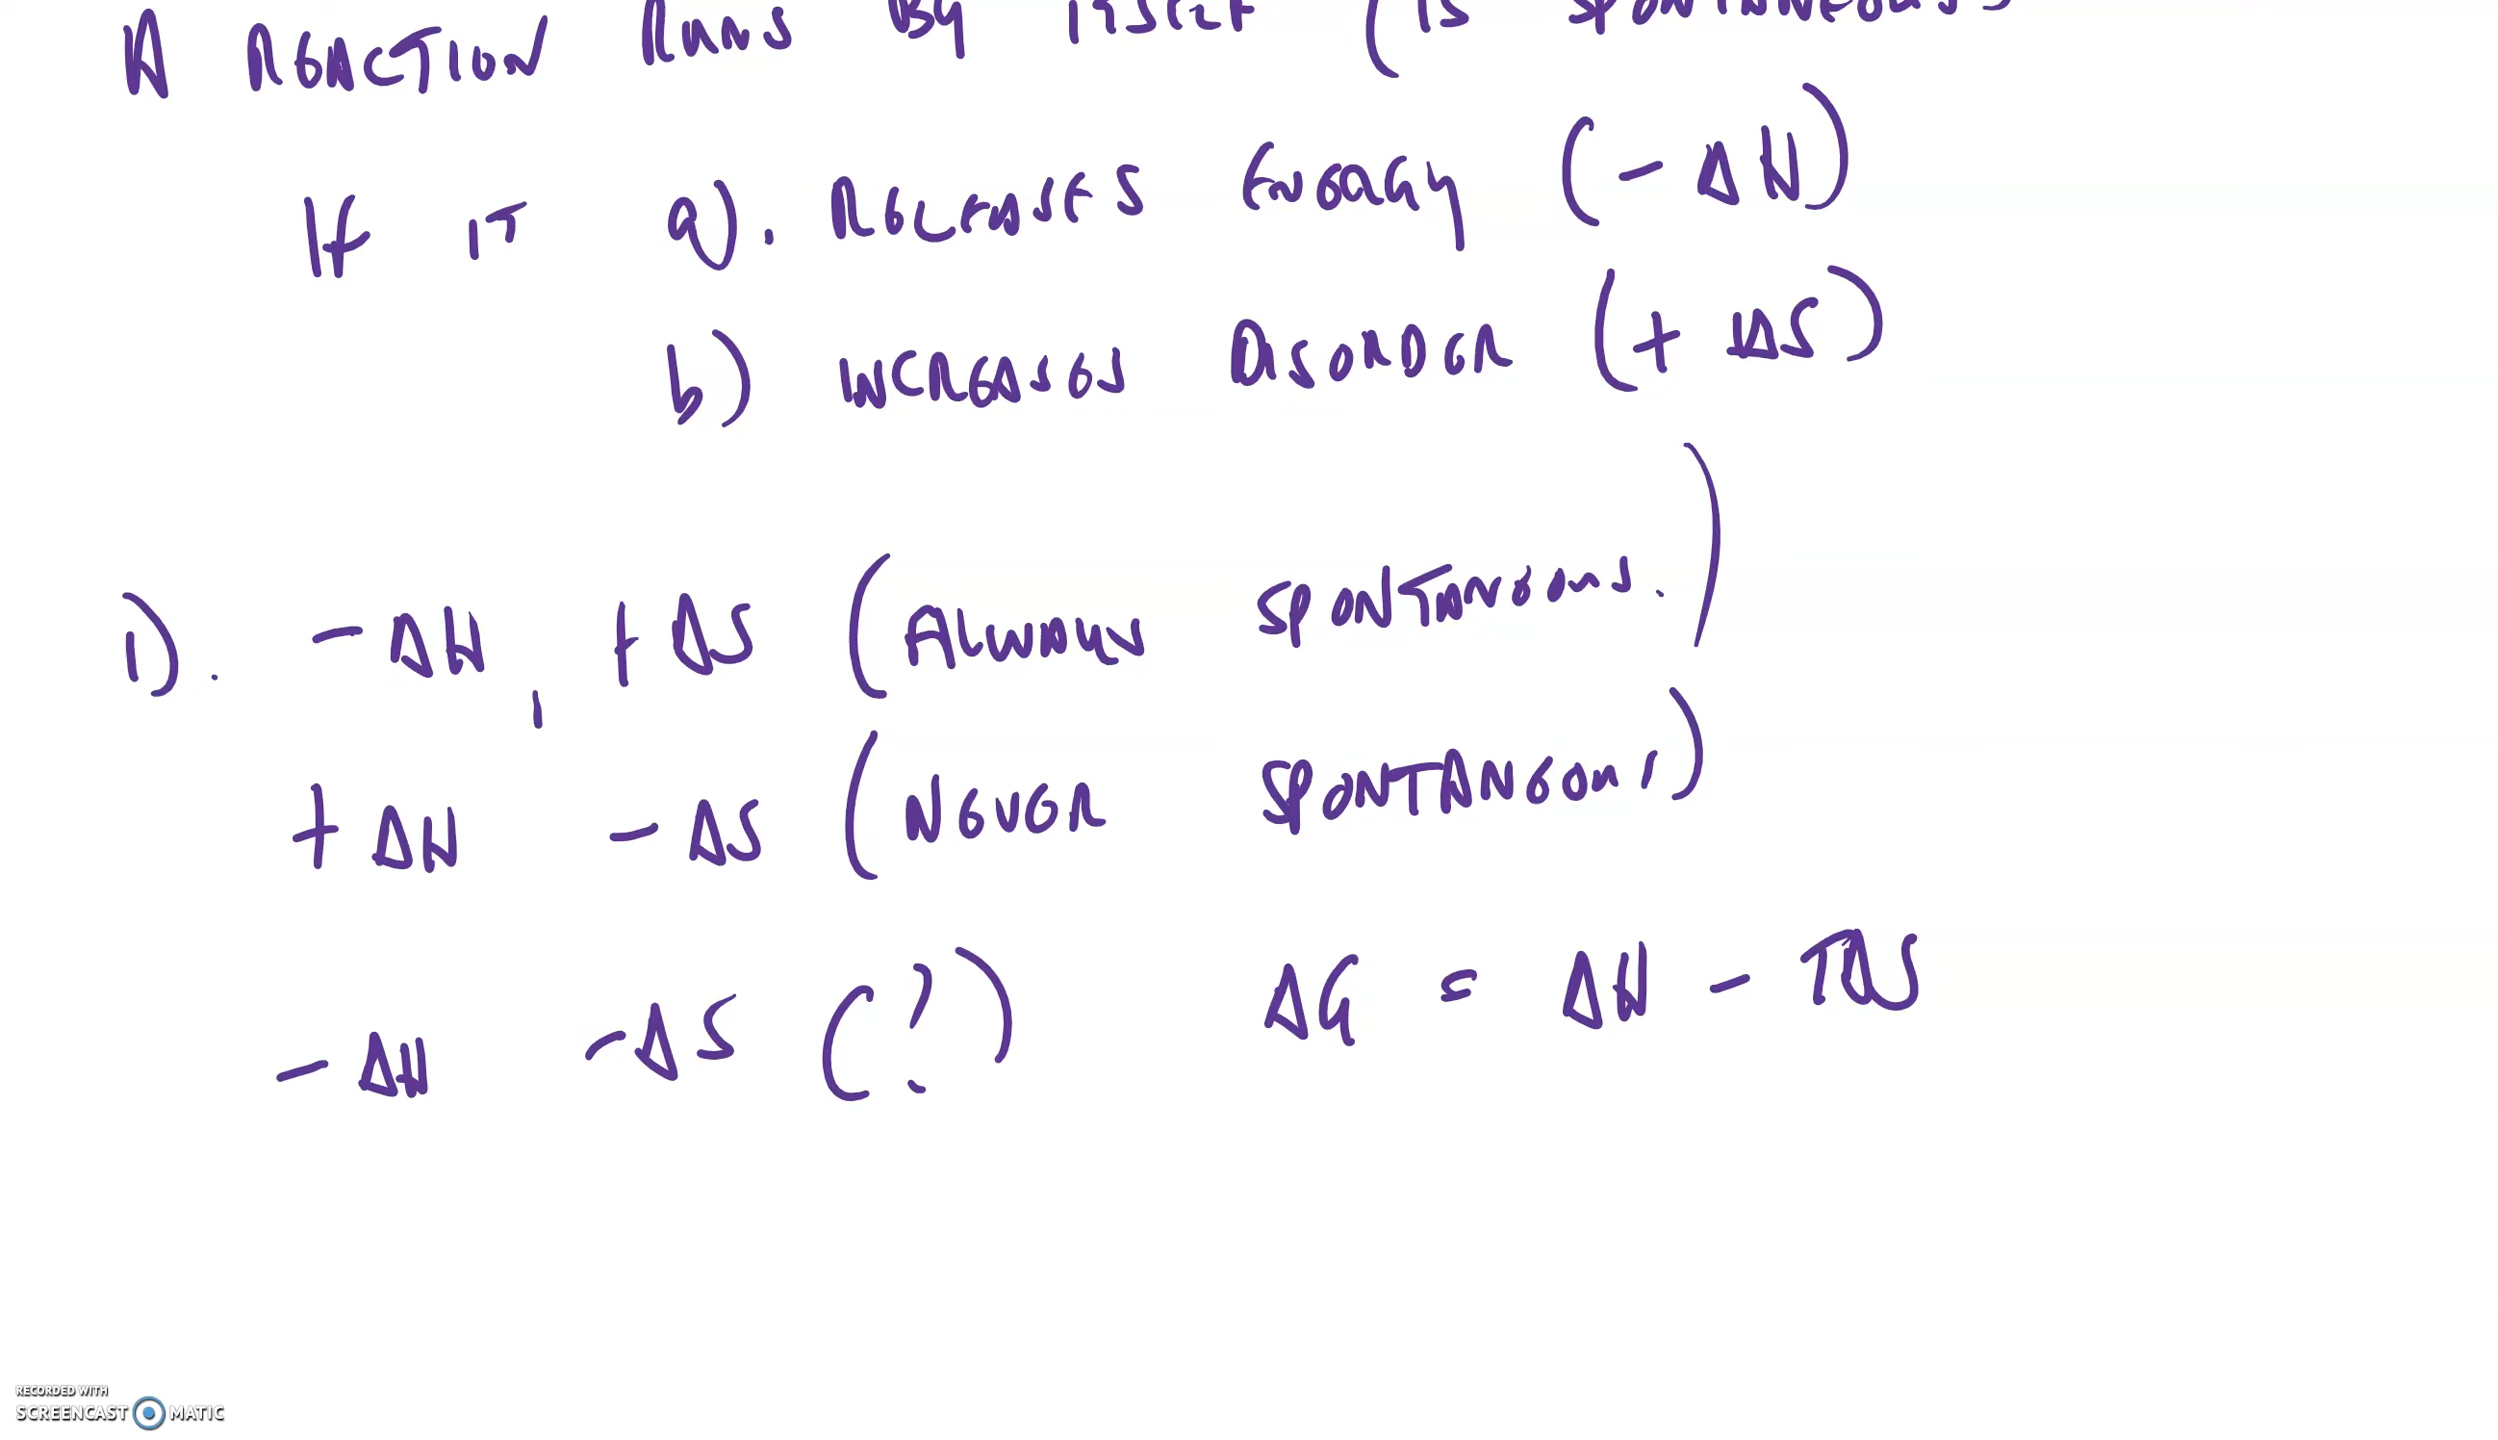 A REACTION RUNS BY ITSELF (IS SPONTANEOUS)
IF IT a). RELEASES ENERGY (- ΔH)
b) INCREASES DISORDER (+ ΔS)
1). - ΔH, + ΔS (ALWAYS SPONTANEOUS.)
+ ΔH - ΔS (NEVER SPONTANEOUS)
- ΔH - ΔS (?) ΔG = ΔH - TΔS
RECORDED WITH
SCREENCAST MATIC